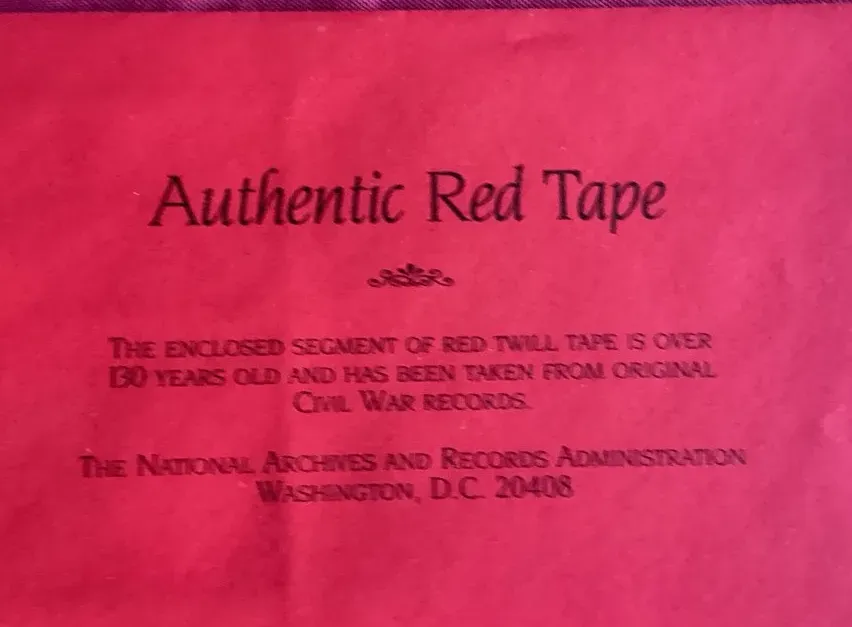 Authentic Red Tape
THE ENCLOSED SEGMENT OF RED TWILL TAPE IS OVER
130 YEARS OLD AND HAS BEEN TAKEN FROM ORIGINAL
CIVIL WAR RECORDS.
THE NATIONAL ARCHIVES AND RECORDS ADMINISTRATION
WASHINGTON, D.C. 20408